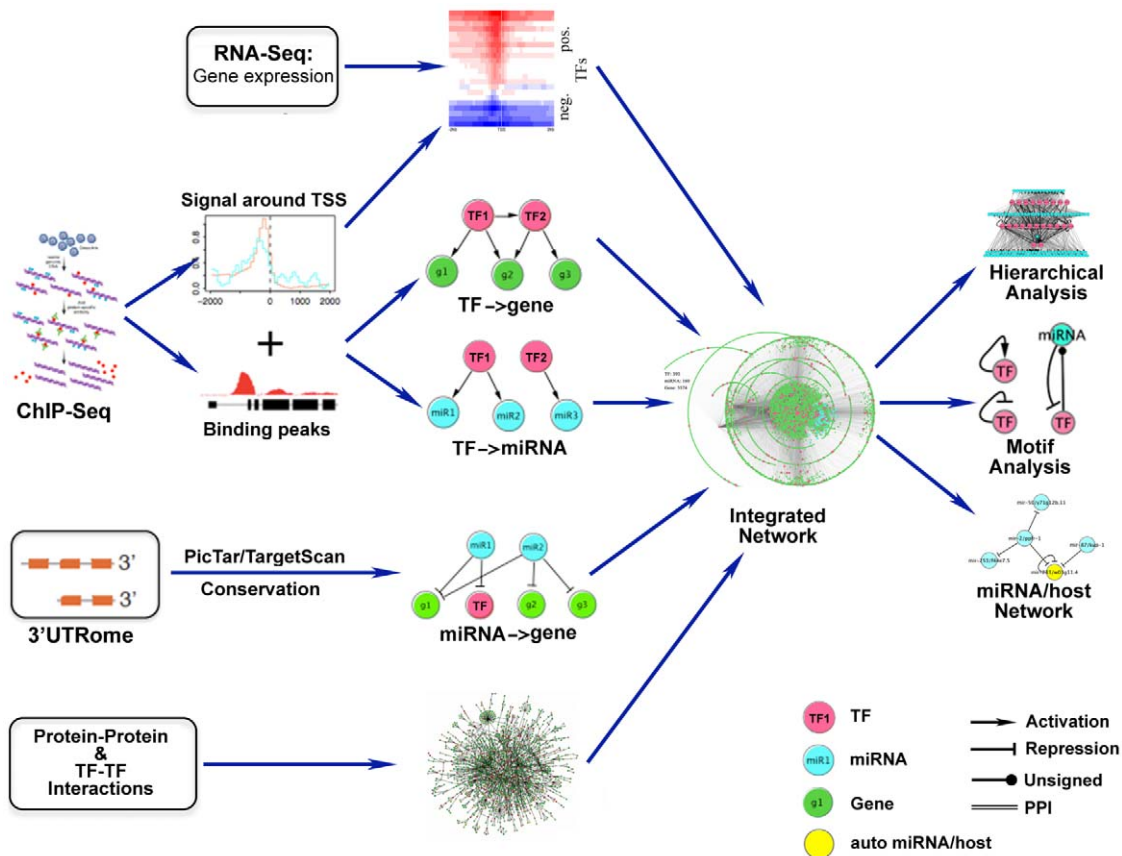 RNA-Seq:
Gene expression
pos.
TFs
neg.
Signal around TSS
0.8
0.4
0.0
-2000
-1000
0
1000
2000
+
Binding peaks
ChIP-Seq
TF1
TF2
g1
g2
g3
TF->gene
TF1
TF2
miR1
miR2
miR3
TF->miRNA
3'
3'
3'UTRome
PicTar/TargetScan
Conservation
miR1
miR2
g1
TF
g2
g3
miRNA->gene
Protein-Protein
&
TF-TF
Interactions
Integrated
Network
Hierarchical
Analysis
miRNA
TF
TF
TF
Motif
Analysis
miRNA/host
Network
TF1
TF
miR1
miRNA
g1
Gene
auto miRNA/host
Activation
Repression
Unsigned
PPI